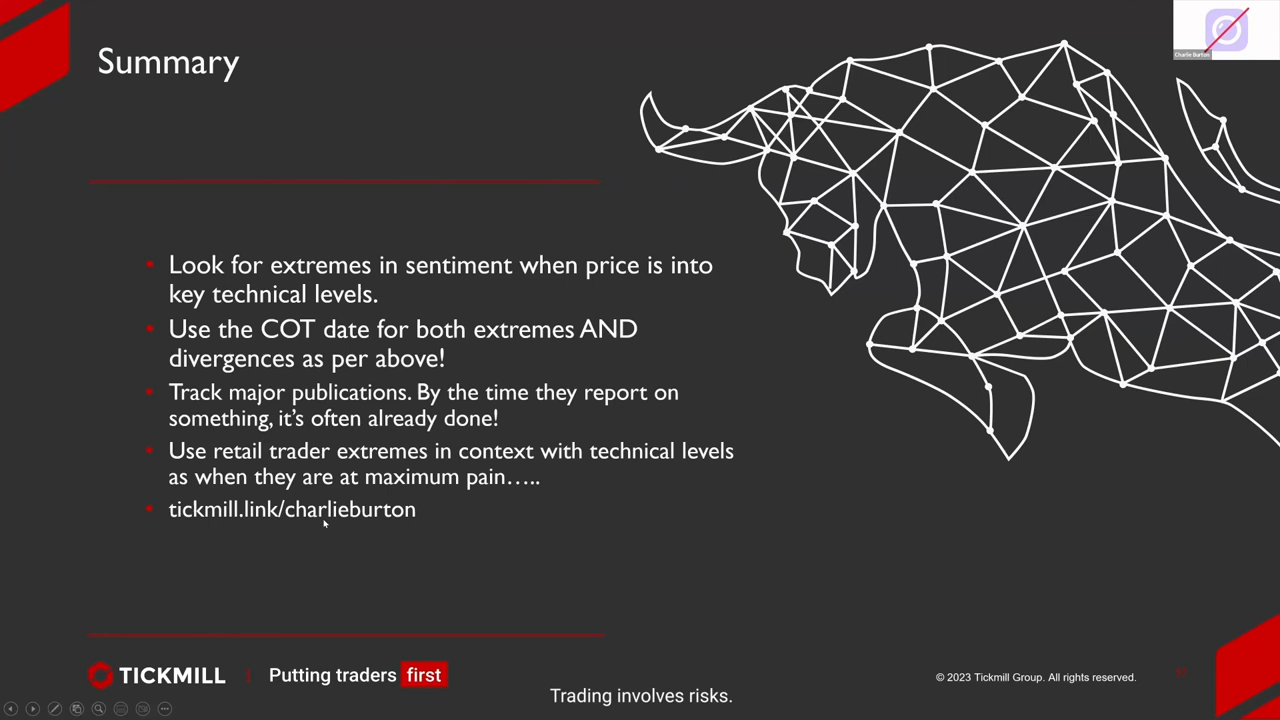 Charlie Burton
Summary
Look for extremes in sentiment when price is into
key technical levels.
Use the COT date for both extremes AND
divergences as per above!
Track major publications. By the time they report on
something, it's often already done!
Use retail trader extremes in context with technical levels
as when they are at maximum pain…..
tickmill.link/charlieburton
TICKMILL | Putting traders first
© 2023 Tickmill Group. All rights reserved.
Trading involves risks.